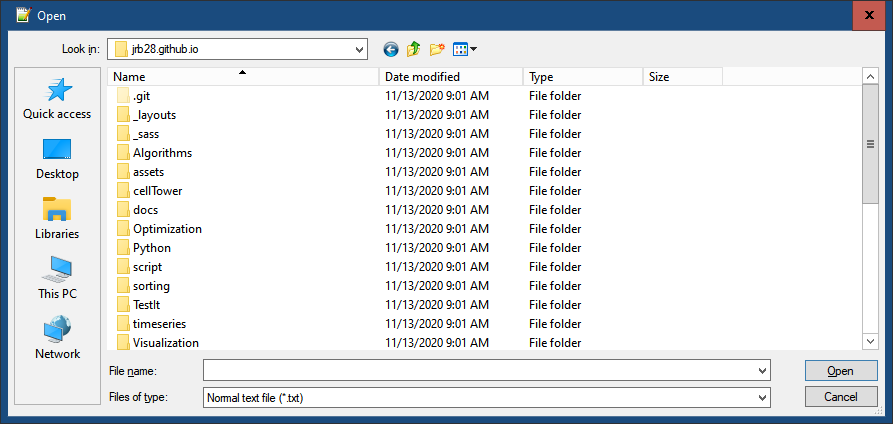 Open
Look in: jrb28.github.io
Name Date modified Type Size
Quick access
Desktop
Libraries
This PC
Network
.git 11/13/2020 9:01 AM File folder
_layouts 11/13/2020 9:01 AM File folder
_sass 11/13/2020 9:01 AM File folder
Algorithms 11/13/2020 9:01 AM File folder
assets 11/13/2020 9:01 AM File folder
cellTower 11/13/2020 9:01 AM File folder
docs 11/13/2020 9:01 AM File folder
Optimization 11/13/2020 9:01 AM File folder
Python 11/13/2020 9:01 AM File folder
script 11/13/2020 9:01 AM File folder
sorting 11/13/2020 9:01 AM File folder
TestIt 11/13/2020 9:01 AM File folder
timeseries 11/13/2020 9:01 AM File folder
Visualization 11/13/2020 9:01 AM File folder
File name: Open
Files of type: Normal text file (*.txt) Cancel